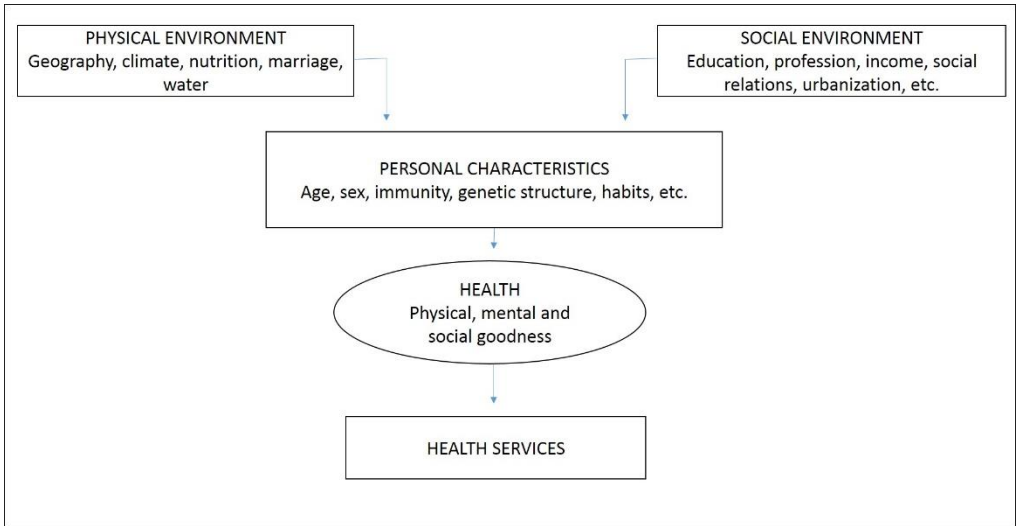 PHYSICAL ENVIRONMENT
Geography, climate, nutrition, marriage,
water
SOCIAL ENVIRONMENT
Education, profession, income, social
relations, urbanization, etc.
PERSONAL CHARACTERISTICS
Age, sex, immunity, genetic structure, habits, etc.
HEALTH
Physical, mental and
social goodness
HEALTH SERVICES